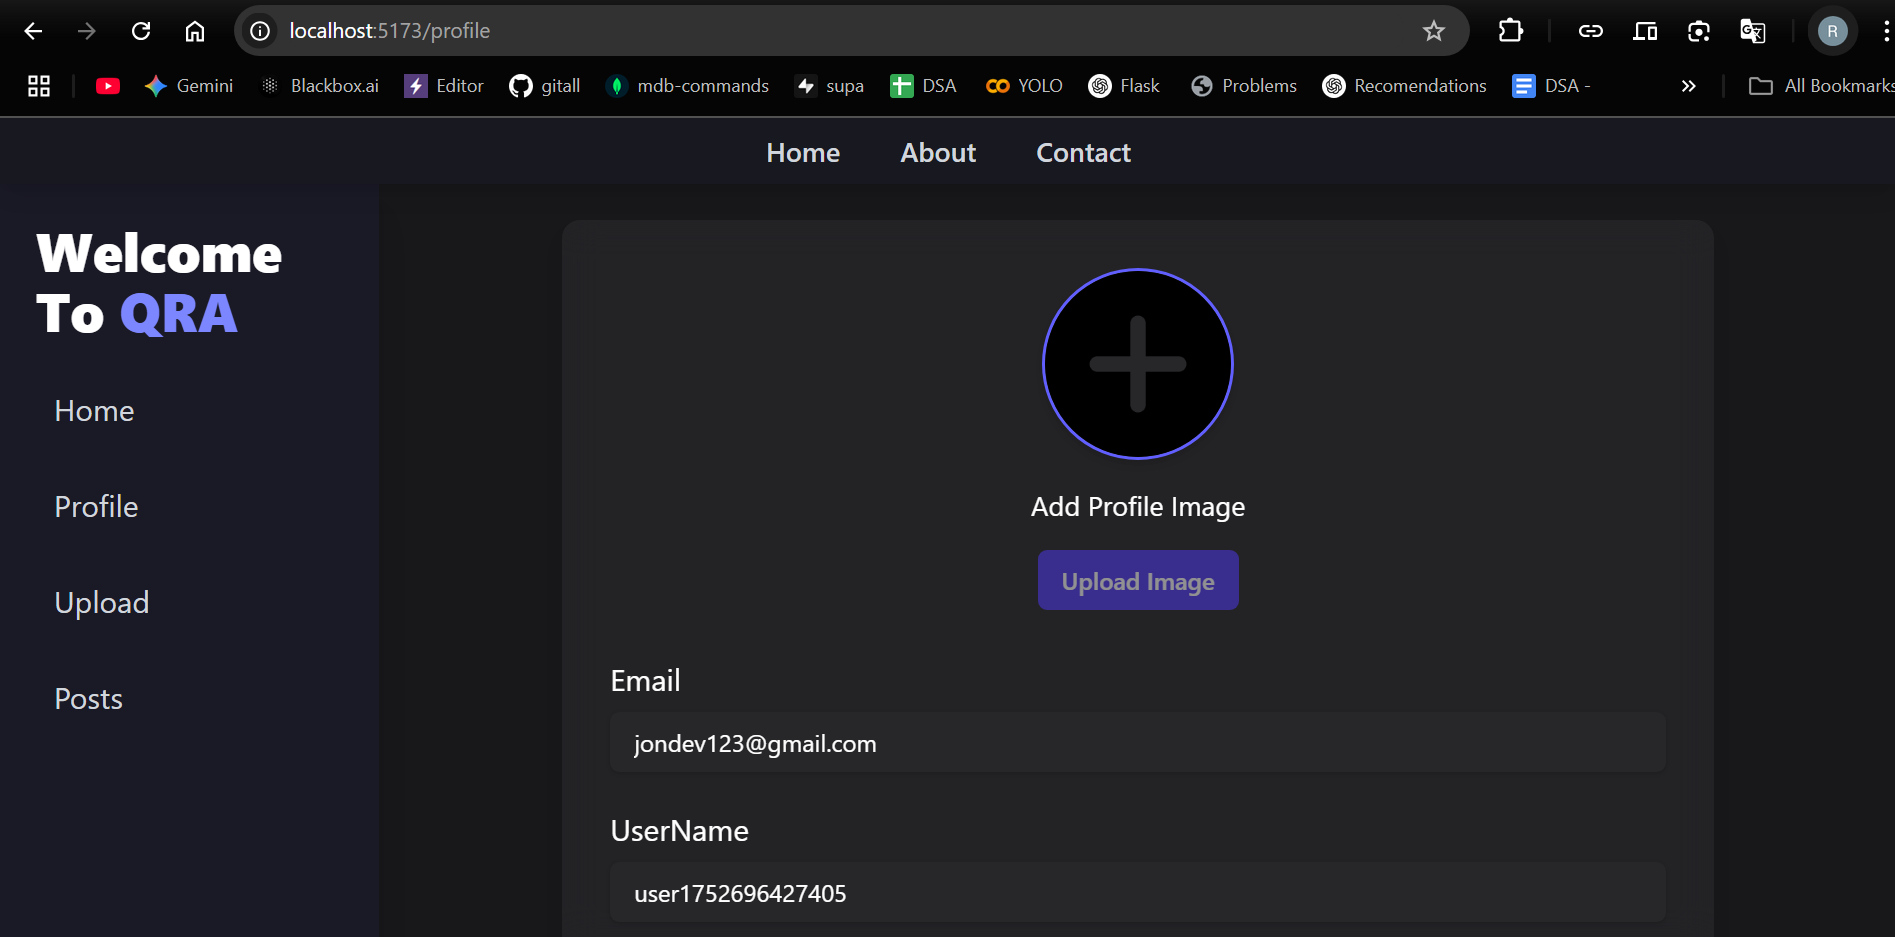 localhost:5173/profile
R
Gemini
Blackbox.ai
Editor
gitall
mdb-commands
supa
DSA
YOLO
Flask
Problems
Recomendations
DSA -
All Bookmarks
Home About Contact
Welcome
To QRA
Home
Profile
Upload
Posts
Add Profile Image
Upload Image
Email
jondev123@gmail.com
UserName
user1752696427405